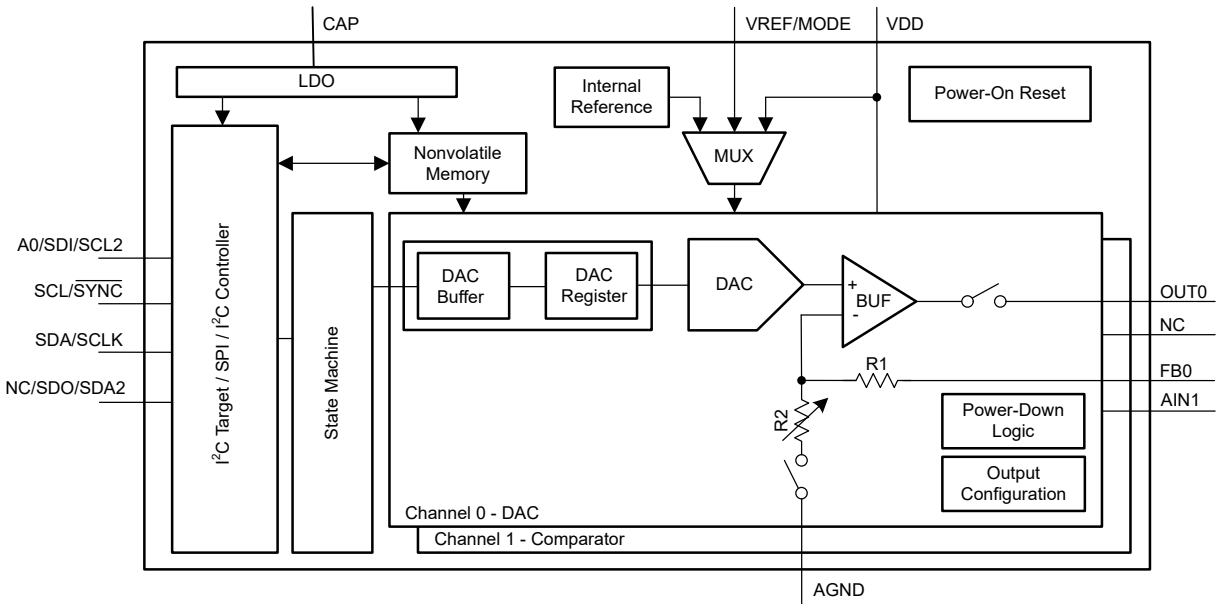 CAP
VREF/MODE
VDD
LDO
Internal
Reference
Power-On Reset
MUX
Nonvolatile
Memory
A0/SDI/SCL2
SCL/SYNC
SDA/SCLK
NC/SDO/SDA2
I²C Target / SPI / I²C Controller
State Machine
DAC
Buffer
DAC
Register
DAC
+
BUF
-
OUT0
NC
FB0
AIN1
R1
R2
Power-Down
Logic
Output
Configuration
Channel 0 - DAC
Channel 1 - Comparator
AGND